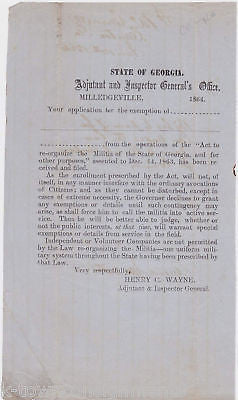 STATE OF GEORGIA,
Adjutant and Inspector General's Office,
MILLEDGEVILLE, 1864.
Your application for the exemption of
from the operations of the "Act to
re-organize the Militia of the State of Georgia, and for
other purposes," assented to Dec. 14, 1863, has been re-
ceived and filed.
As the enrollment prescribed by the Act, will not, of
itself, in any manner interfere with the ordinary avocations
of Citizens; and as they cannot be disturbed, except in
cases of extreme necessity, the Governor declines to grant
any exemptions or details until such contingency may
arise, as shall force him to call the militia into active ser-
vice. Then he will be better able to judge, whether or
not the public interests, at that time, will warrant special
exemptions or details from service in the field.
Independent or Volunteer Companies are not permitted
by the Law re-organizing the Militia—one uniform mili-
tary system throughout the State having been prescribed by
that Law.
Very respectfully,
HENRY C. WAYNE,
Adjutant & Inspector General.